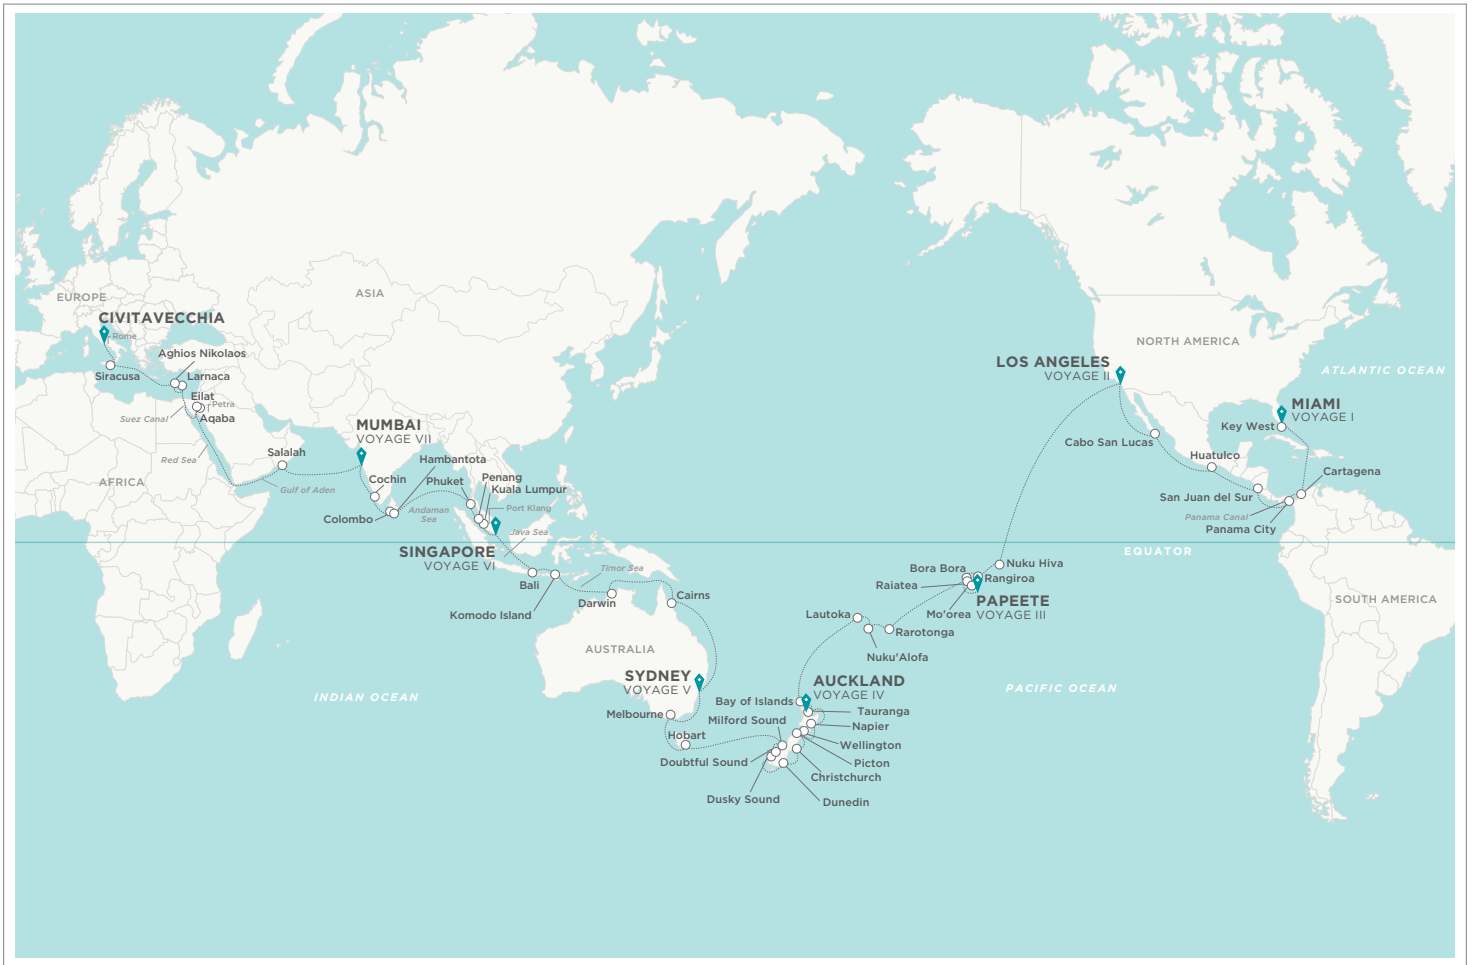 EUROPE
ASIA
CIVITAVECCHIA
Rome
Aghios Nikolaos
Siracusa
Larnaca
Eilat
Petra
Aqaba
Suez Canal
Red Sea
Salalah
Gulf of Aden
AFRICA
MUMBAI
VOYAGE VII
Hambantota
Cochin
Colombo
Phuket
Penang
Kuala Lumpur
Port Klang
Andaman
Sea
Java Sea
SINGAPORE
VOYAGE VI
Bali
Timor Sea
Komodo Island
Darwin
Cairns
AUSTRALIA
SYDNEY
VOYAGE V
INDIAN OCEAN
Melbourne
Hobart
Milford Sound
Doubtful Sound
Dusky Sound
Bay of Islands
AUCKLAND
VOYAGE IV
Tauranga
Napier
Wellington
Picton
Christchurch
Dunedin
Lautoka
Nuku'Alofa
Rarotonga
Bora Bora
Raiatea
Mo'orea
Rangiroa
Nuku Hiva
PAPEETE
VOYAGE III
PACIFIC OCEAN
EQUATOR
LOS ANGELES
VOYAGE II
NORTH AMERICA
ATLANTIC OCEAN
MIAMI
VOYAGE I
Key West
Cabo San Lucas
Huatulco
Cartagena
San Juan del Sur
Panama Canal
Panama City
SOUTH AMERICA